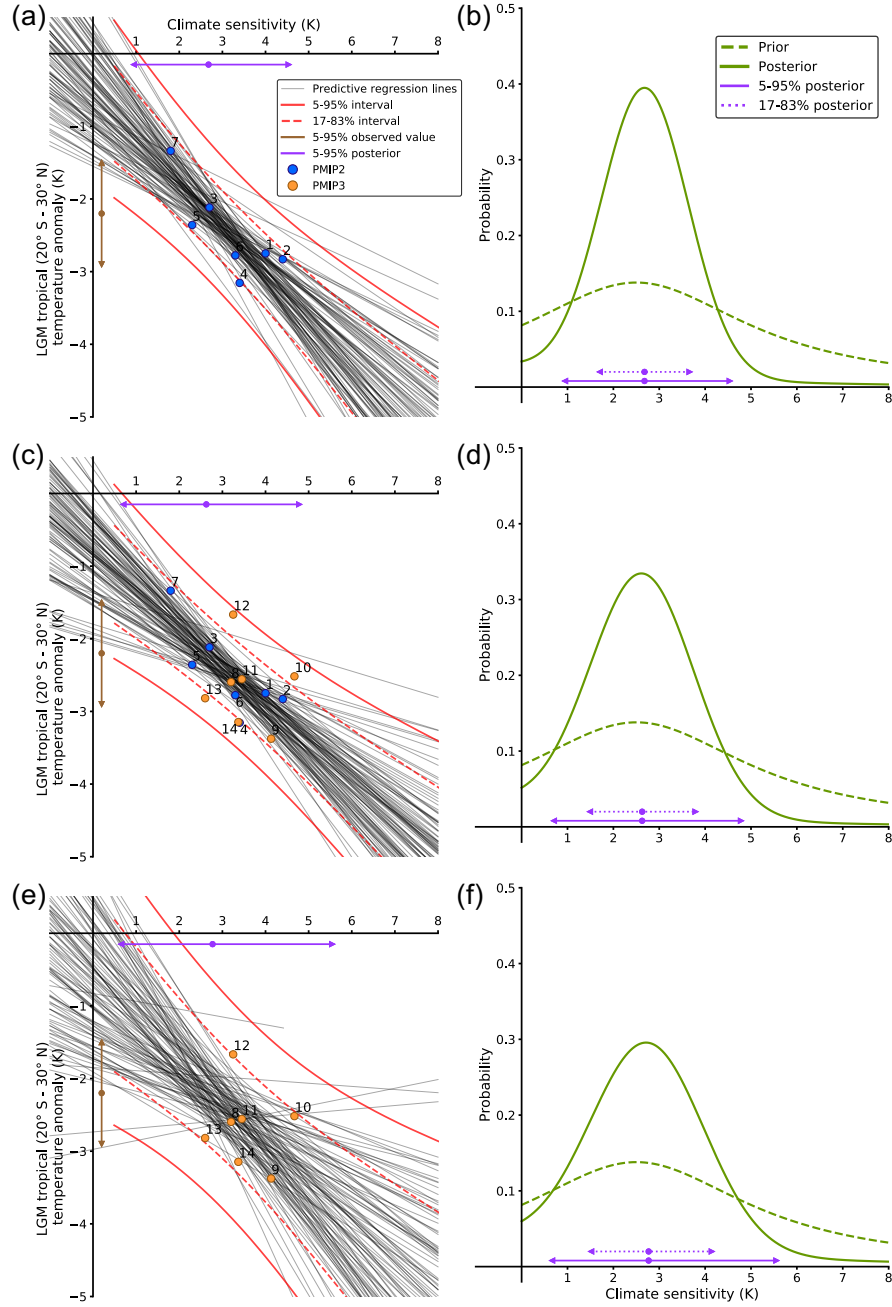 (a)
Climate sensitivity (K)
0 1 2 3 4 5 6 7 8
Predictive regression lines
5-95% interval
17-83% interval
5-95% observed value
5-95% posterior
PMIP2
PMIP3
−1
−2
−3
−4
−5
LGM tropical (20° S - 30° N)
temperature anomaly (K)
7
3
5
6
1
2
4
(b)
Prior
Posterior
5-95% posterior
17-83% posterior
0.5
0.4
0.3
0.2
0.1
Probability
1 2 3 4 5 6 7 8
(c)
1 2 3 4 5 6 7 8
−1
−2
−3
−4
−5
LGM tropical (20° S - 30° N)
temperature anomaly (K)
7
12
3
5
8
11
10
13
6
1
2
14
4
9
(d)
0.5
0.4
0.3
0.2
0.1
Probability
1 2 3 4 5 6 7 8
(e)
1 2 3 4 5 6 7 8
−1
−2
−3
−4
−5
LGM tropical (20° S - 30° N)
temperature anomaly (K)
12
8
11
10
13
14
9
(f)
0.5
0.4
0.3
0.2
0.1
Probability
1 2 3 4 5 6 7 8
Climate sensitivity (K)